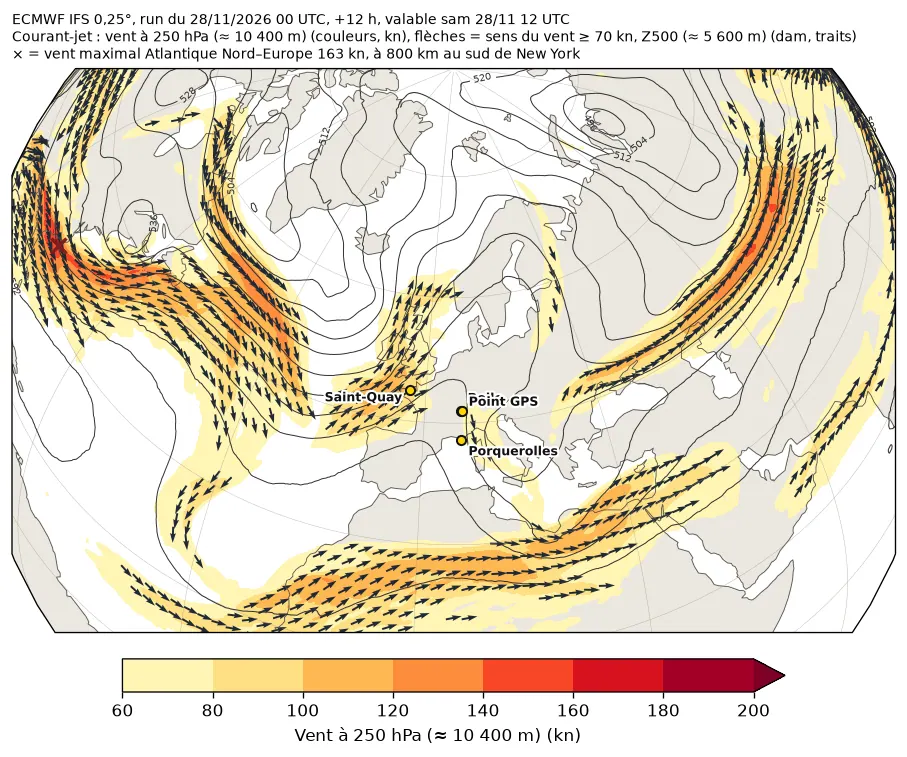 ECMWF IFS 0,25°, run du 28/11/2026 00 UTC, +12 h, valable sam 28/11 12 UTC
Courant-jet : vent à 250 hPa (≈ 10 400 m) (couleurs, kn), flèches = sens du vent ≥ 70 kn, Z500 (≈ 5 600 m) (dam, traits)
× = vent maximal Atlantique Nord–Europe 163 kn, à 800 km au sud de New York
520
528
512
504
512
504
536
576
Saint-Quay
Point GPS
Porquerolles
60 80 100 120 140 160 180 200
Vent à 250 hPa (≈ 10 400 m) (kn)